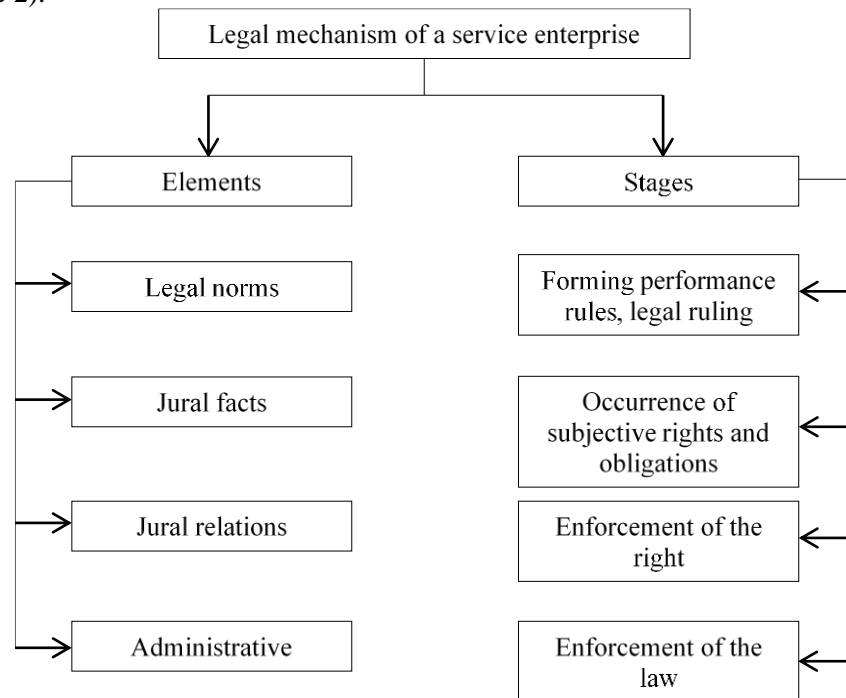 2).
Legal mechanism of a service enterprise
Elements
Stages
Legal norms
Forming performance
rules, legal ruling
Jural facts
Occurrence of
subjective rights and
obligations
Jural relations
Enforcement of the
right
Administrative
Enforcement of the
law